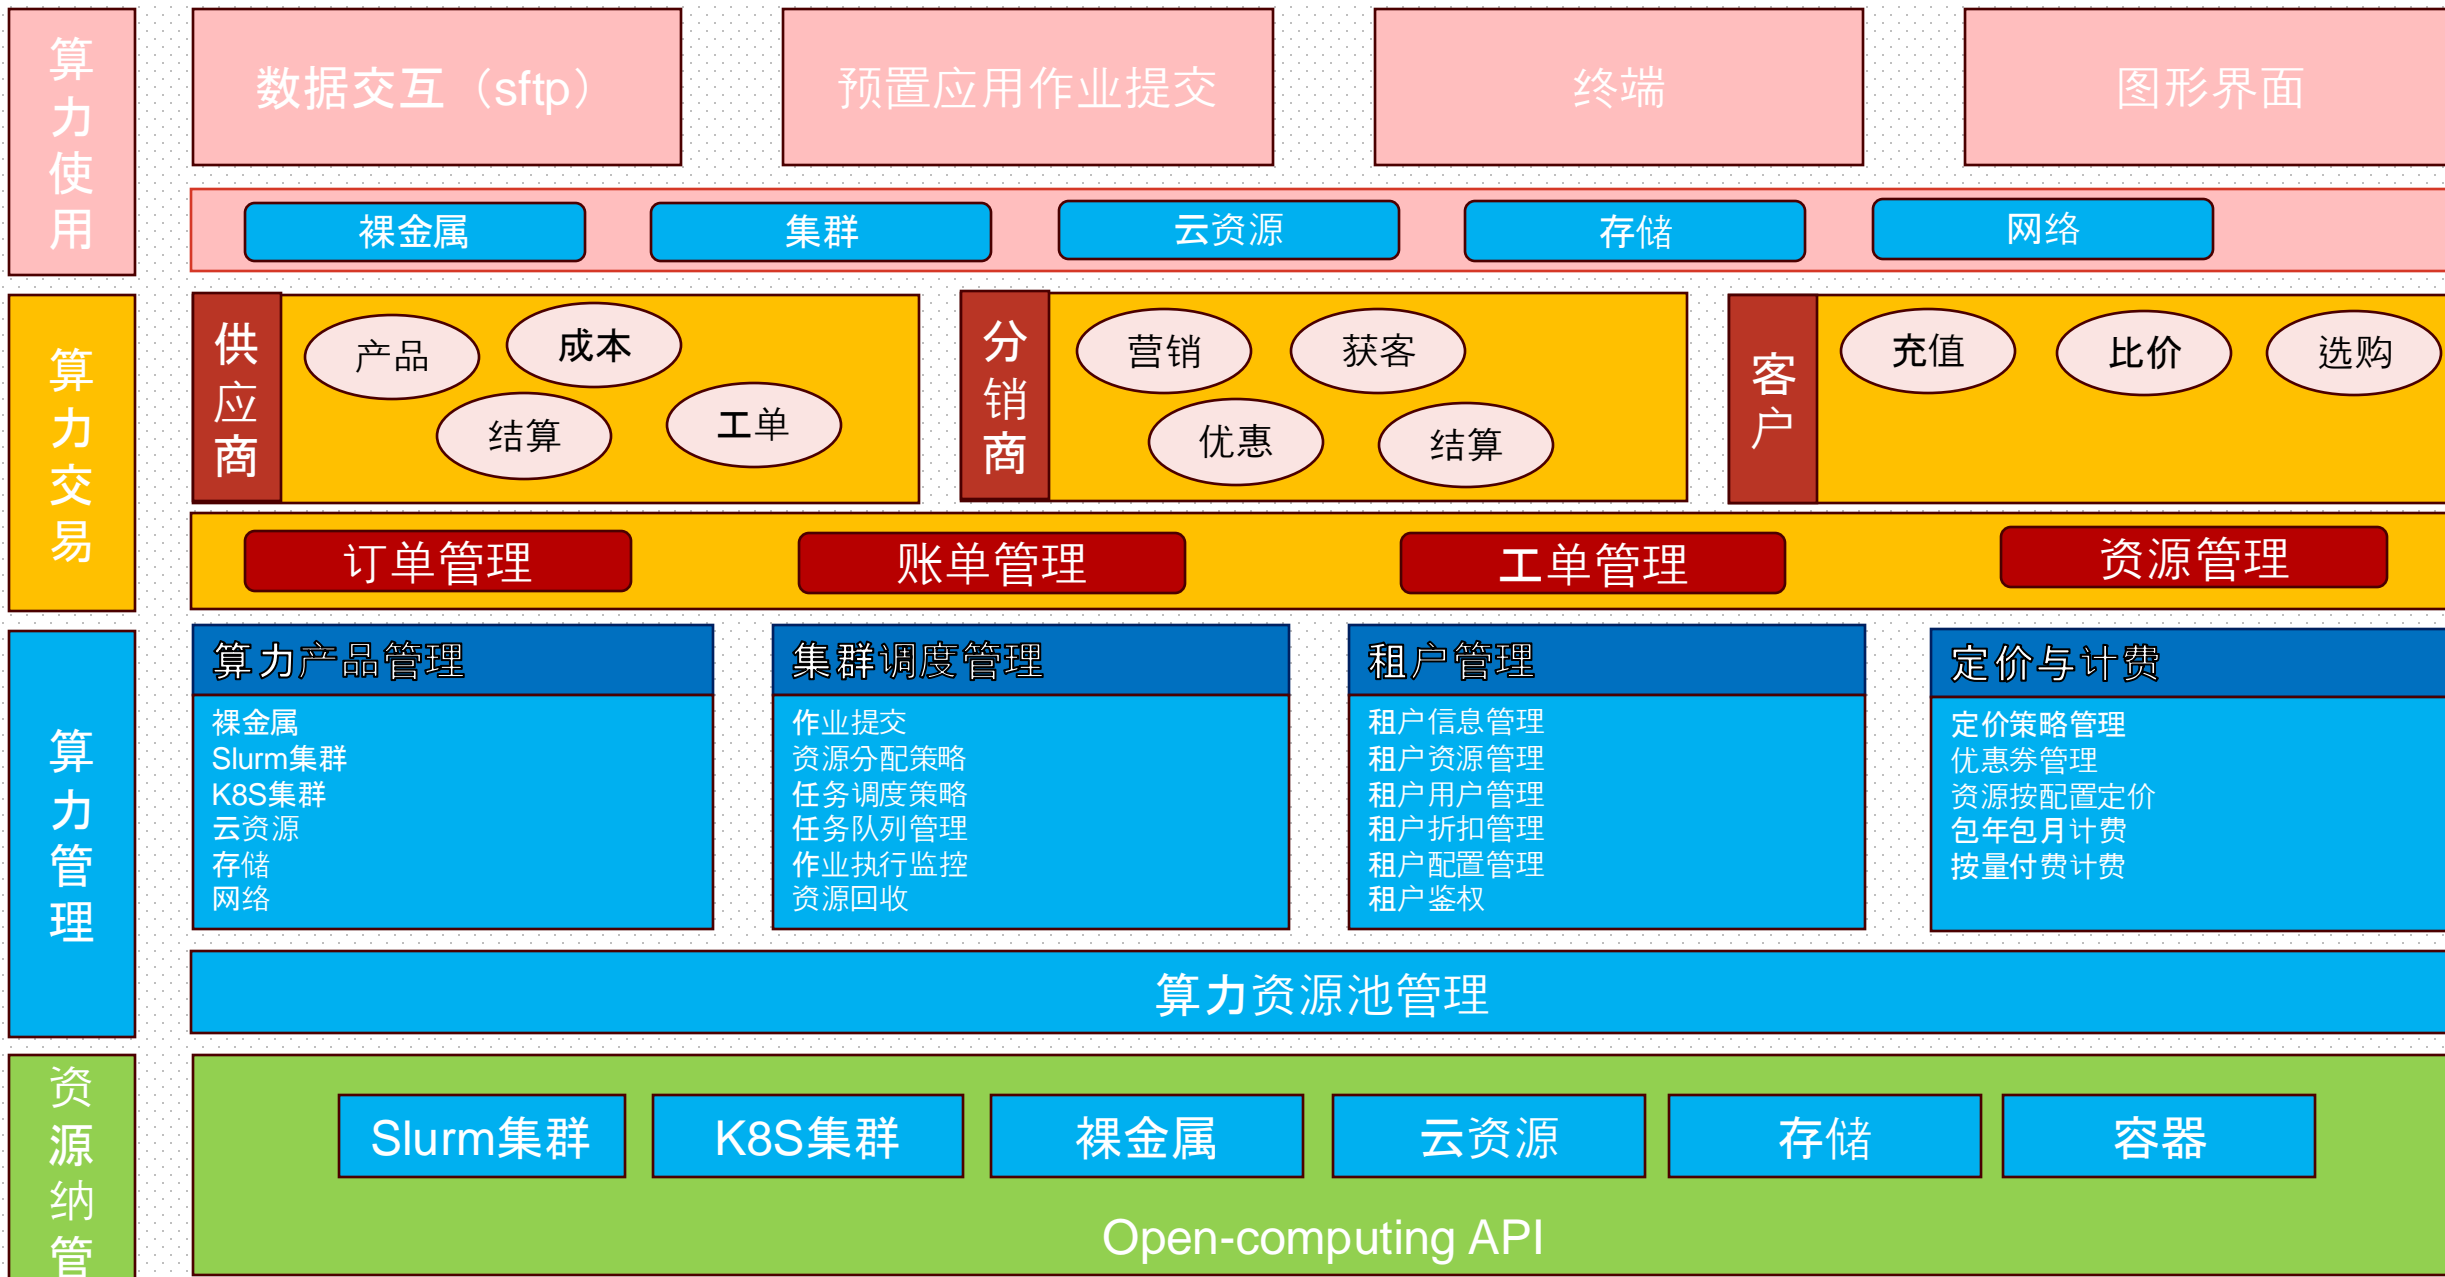 算力使用
数据交互（sftp）
预置应用作业提交
终端
图形界面
裸金属
集群
云资源
存储
网络
算力交易
供应商
产品
成本
结算
工单
分销商
营销
获客
优惠
结算
客户
充值
比价
选购
订单管理
账单管理
工单管理
资源管理
算力管理
算力产品管理
裸金属
Slurm集群
K8S集群
云资源
存储
网络
集群调度管理
作业提交
资源分配策略
任务调度策略
任务队列管理
作业执行监控
资源回收
租户管理
租户信息管理
租户资源管理
租户用户管理
租户折扣管理
租户配置管理
租户鉴权
定价与计费
定价策略管理
优惠券管理
资源按配置定价
包年包月计费
按量付费计费
算力资源池管理
资源纳管
Slurm集群
K8S集群
裸金属
云资源
存储
容器
Open-computing API